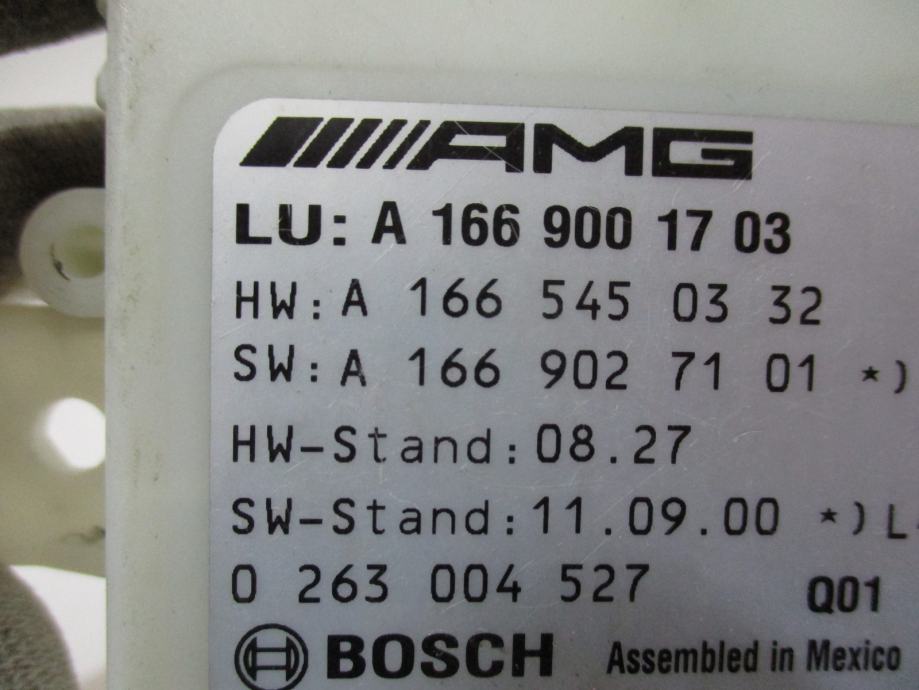 AMG
LU: A 166 900 17 03
HW: A 166 545 03 32
SW: A 166 902 71 01 *)
HW-Stand: 08.27
SW-Stand: 11.09.00 *) L
0 263 004 527 Q01
BOSCH Assembled in Mexico